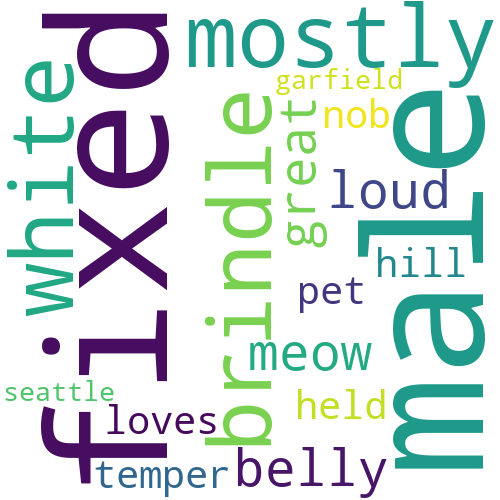 mostly
fixed
male
white
brindle
garfield
nob
great
loud
hill
pet
meow
seattle
held
loves
belly
temper